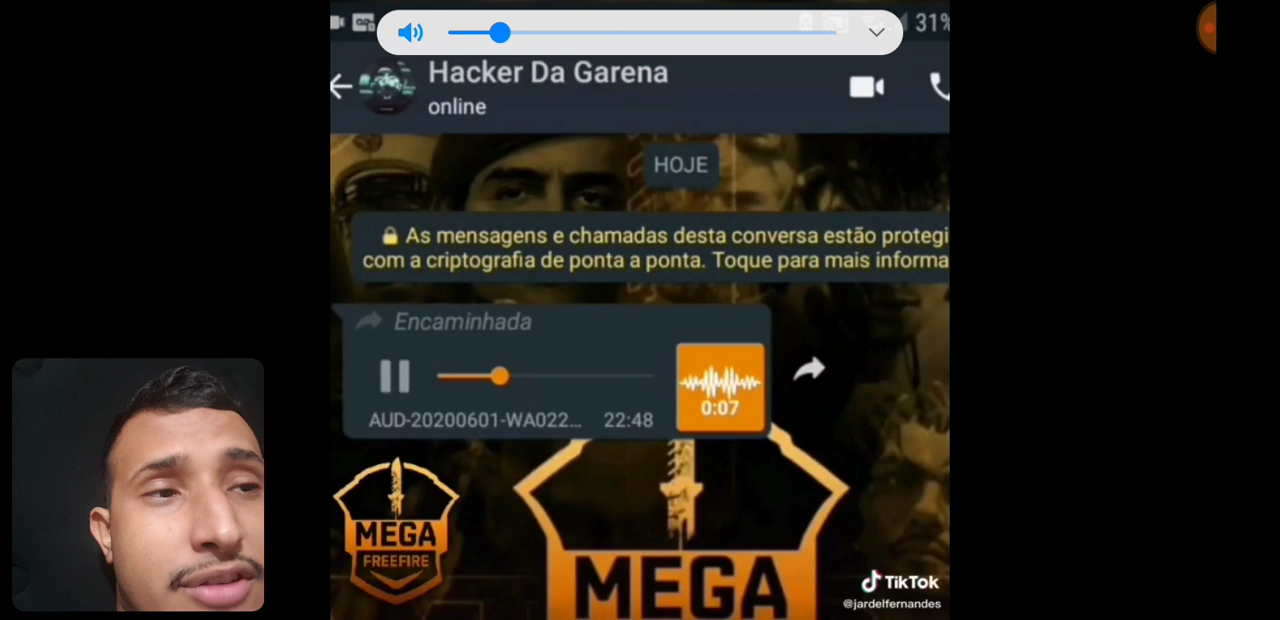 31%
Hacker Da Garena
online
HOJE
As mensagens e chamadas desta conversa estão protegi
com a criptografia de ponta a ponta. Toque para mais informa
Encaminhada
AUD-20200601-WA022... 22:48
0:07
MEGA
FREEFIRE
MEGA
TikTok
@jardelfernandes